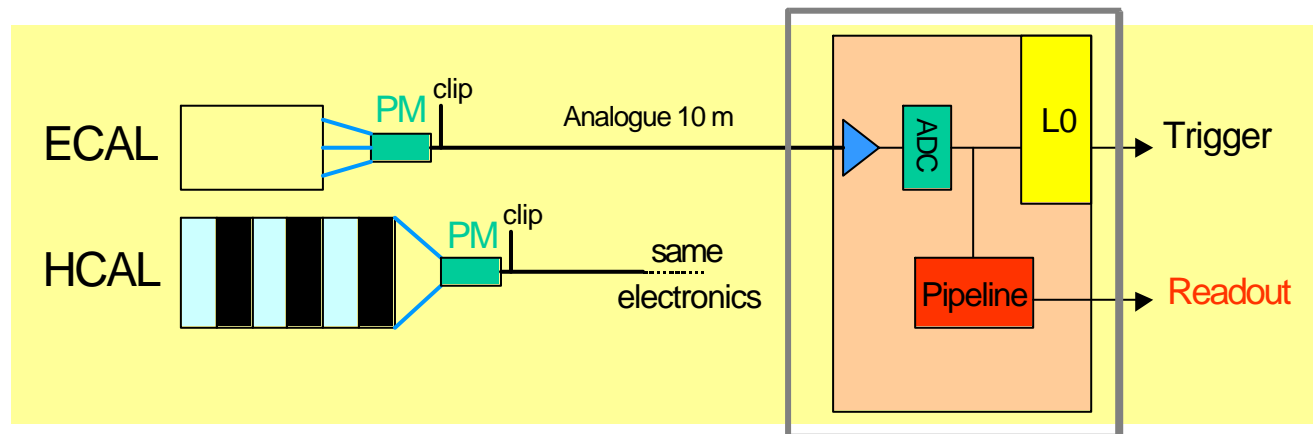 ECAL
PM
clip
Analogue 10 m
ADC
L0
Trigger
HCAL
PM
clip
same
electronics
Pipeline
Readout